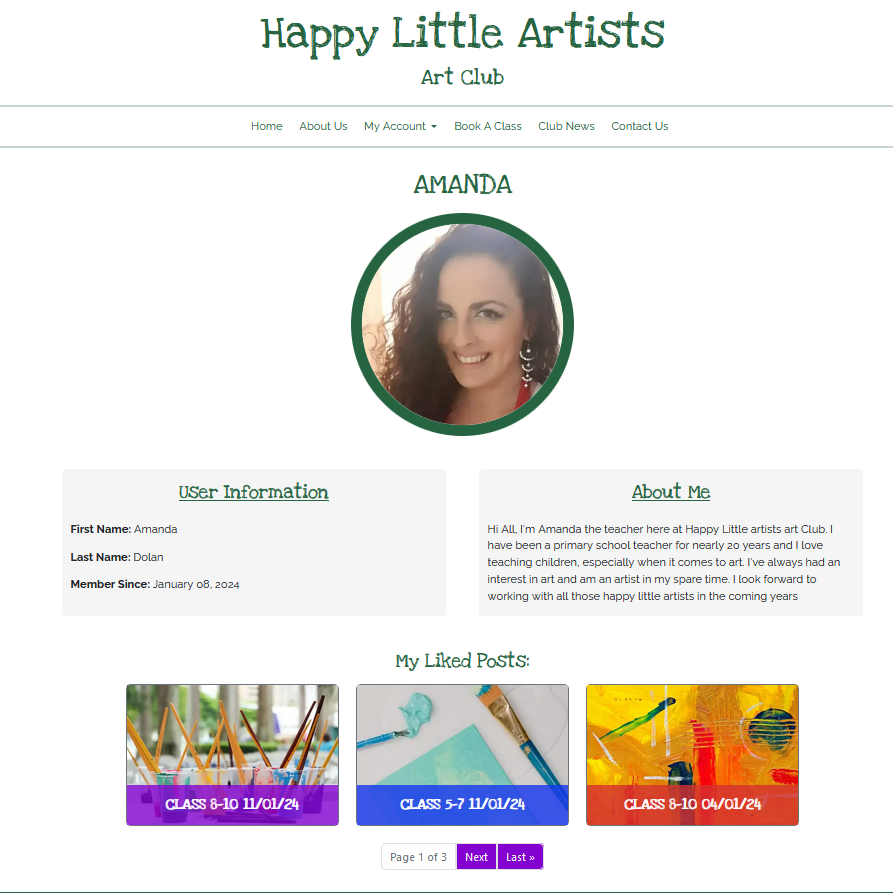 Happy Little Artists
Art Club
Home About Us My Account Book A Class Club News Contact Us
AMANDA
User Information
First Name: Amanda
Last Name: Dolan
Member Since: January 08, 2024
About Me
Hi All, I'm Amanda the teacher here at Happy Little artists art Club. I
have been a primary school teacher for nearly 20 years and I love
teaching children, especially when it comes to art. I've always had an
interest in art and am an artist in my spare time. I look forward to
working with all those happy little artists in the coming years
My Liked Posts:
CLASS 8-10 11/01/24
CLASS 5-7 11/01/24
CLASS 8-10 04/01/24
Page 1 of 3 Next Last »